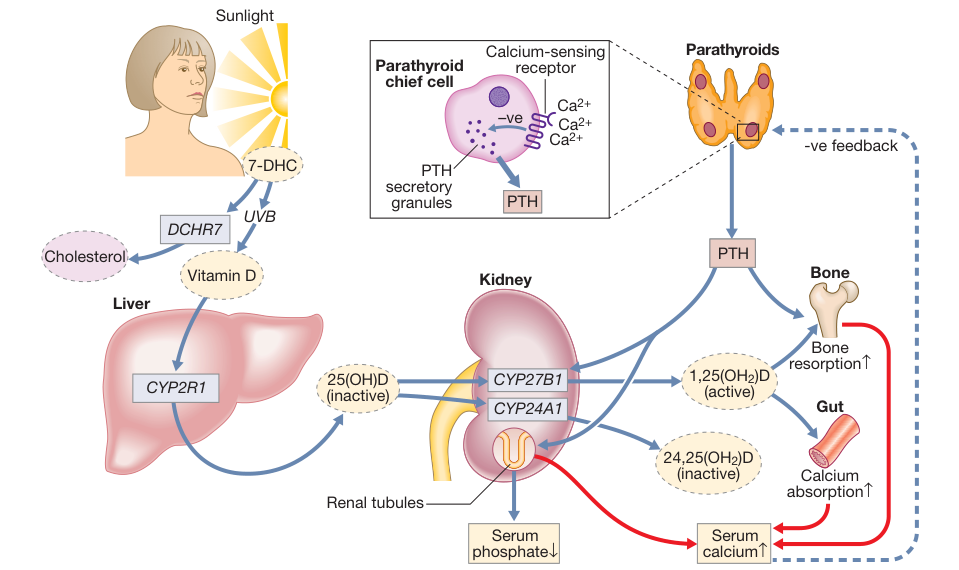 Sunlight
7-DHC
UVB
DCHR7
Cholesterol
Vitamin D
Liver
CYP2R1
25(OH)D
(inactive)
Parathyroid
chief cell
Calcium-sensing
receptor
Ca2+
Ca2+
Ca2+
–ve
PTH
secretory
granules
PTH
Parathyroids
-ve feedback
PTH
Kidney
CYP27B1
CYP24A1
Renal tubules
Serum
phosphate↓
1,25(OH2)D
(active)
24,25(OH2)D
(inactive)
Bone
Bone
resorption↑
Gut
Calcium
absorption↑
Serum
calcium↑